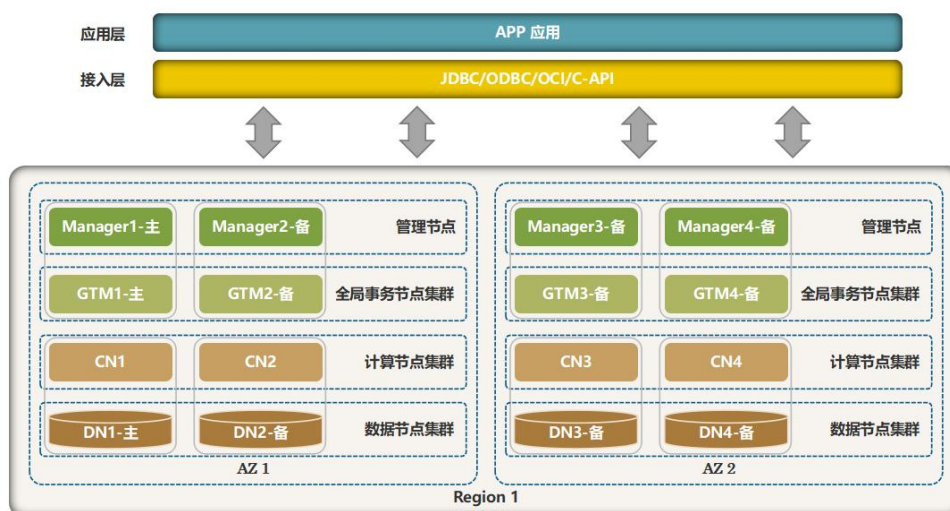 应用层
APP 应用
接入层
JDBC/ODBC/OCI/C-API
Manager1-主 Manager2-备 管理节点
GTM1-主 GTM2-备 全局事务节点集群
CN1 CN2 计算节点集群
DN1-主 DN2-备 数据节点集群
AZ 1
Manager3-备 Manager4-备 管理节点
GTM3-备 GTM4-备 全局事务节点集群
CN3 CN4 计算节点集群
DN3-备 DN4-备 数据节点集群
AZ 2
Region 1